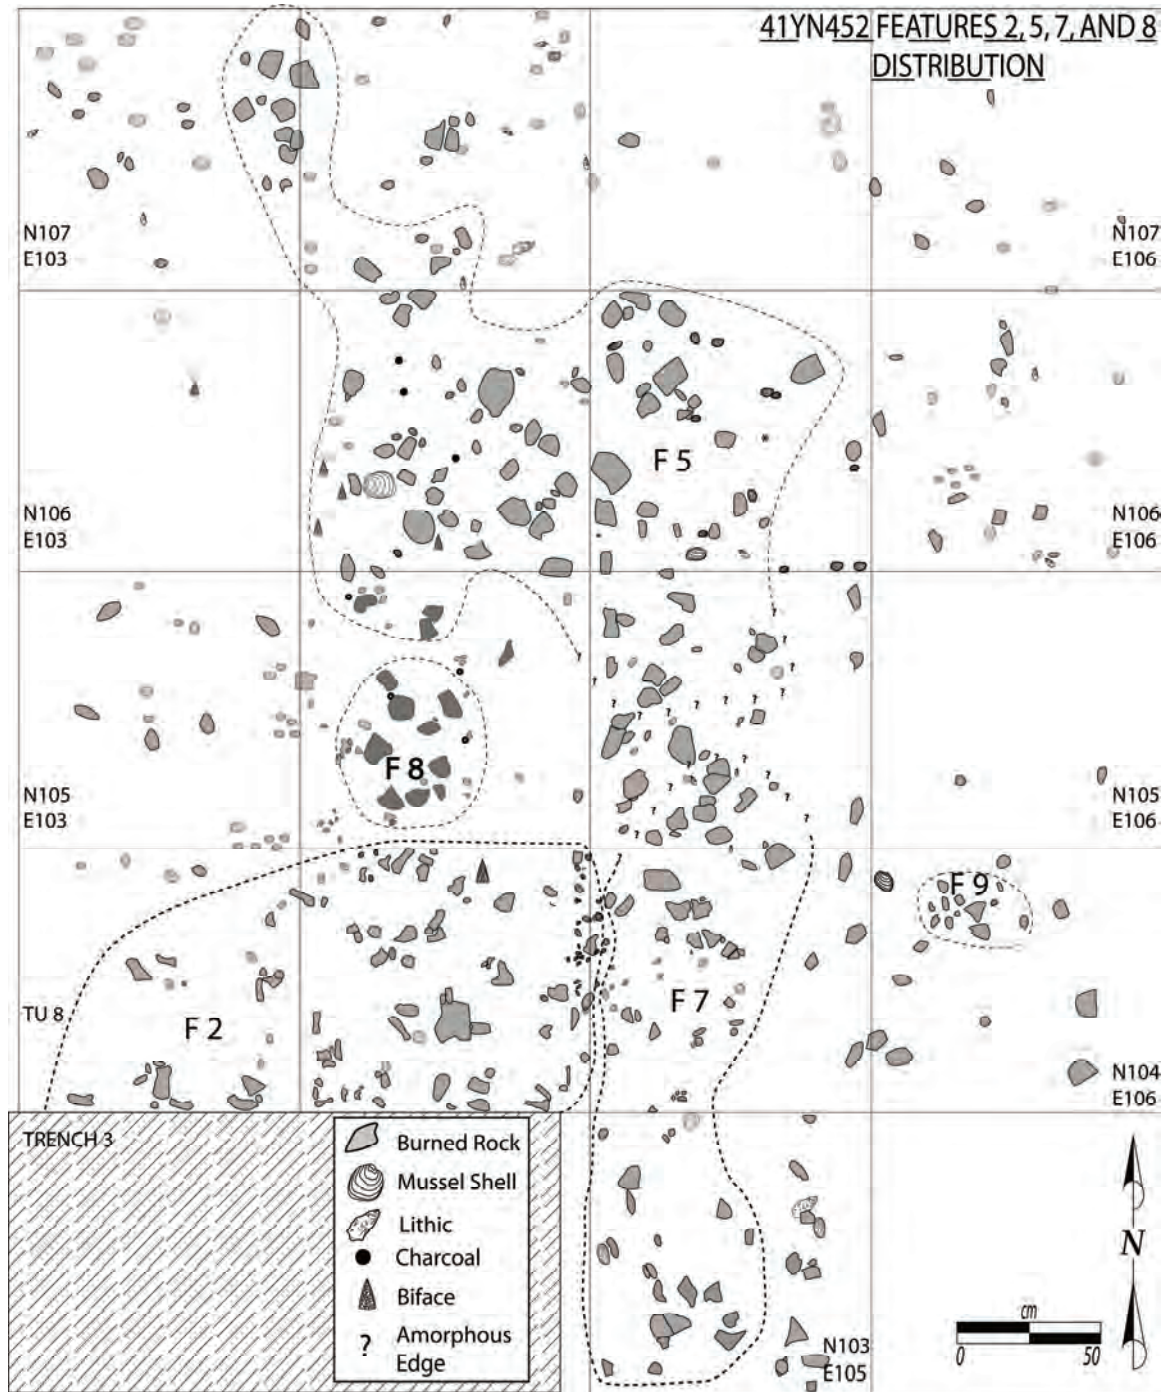 41YN452 FEATURES 2, 5, 7, AND 8
DISTRIBUTION
N107
E103
N107
E106
F 5
N106
E103
N106
E106
F 8
N105
E103
N105
E106
F 9
TU 8
F 2
F 7
N104
E106
TRENCH 3
Burned Rock
Mussel Shell
Lithic
Charcoal
Biface
? Amorphous
Edge
N
cm
0 50
N103
E105